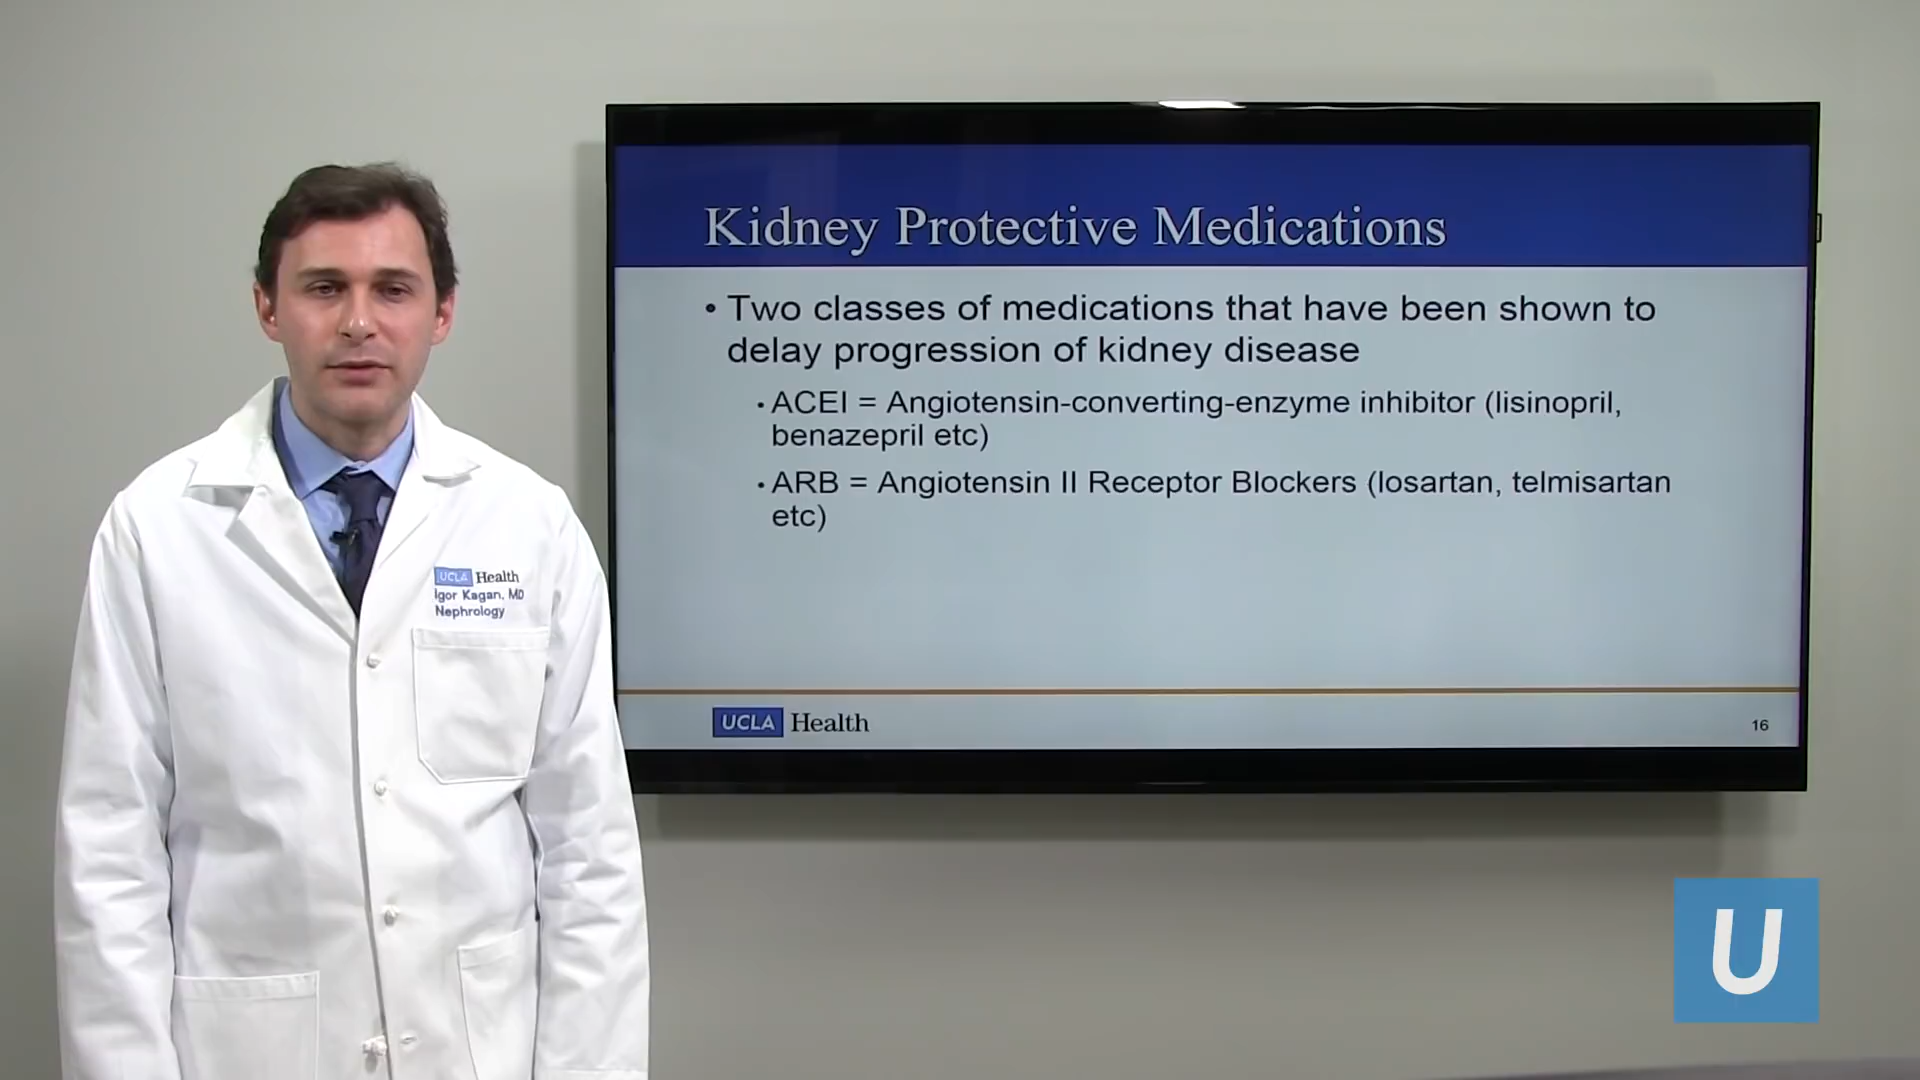 Kidney Protective Medications
• Two classes of medications that have been shown to
delay progression of kidney disease
• ACEI = Angiotensin-converting-enzyme inhibitor (lisinopril,
benazepril etc)
• ARB = Angiotensin II Receptor Blockers (losartan, telmisartan
etc)
UCLA Health
16
UCLA Health
Igor Kagan, MD
Nephrology
U